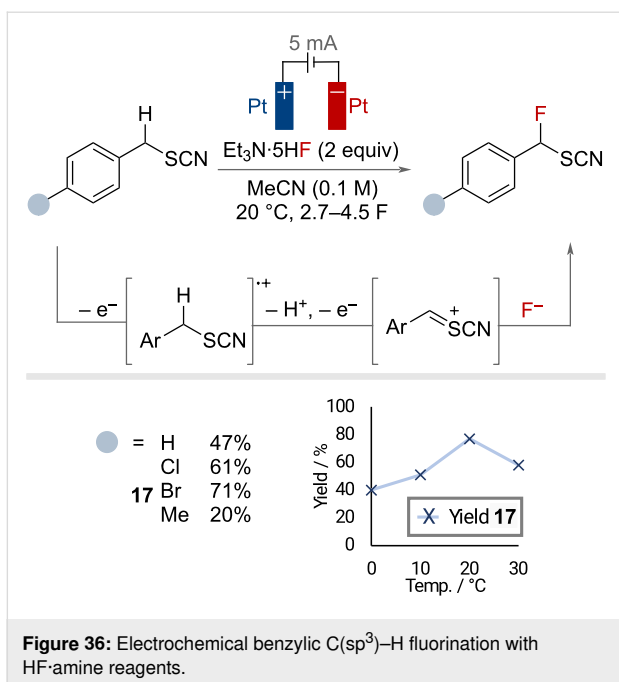 5 mA
Pt + − Pt
H
SCN
Et₃N·5HF (2 equiv)
MeCN (0.1 M)
20 °C, 2.7–4.5 F
F
SCN
– e⁻
H
Ar
SCN
•+
– H⁺, – e⁻
Ar
+
SCN
F⁻
= H 47%
Cl 61%
17 Br 71%
Me 20%
Yield / %
100
80
60
40
20
0
Yield 17
0 10 20 30
Temp. / °C
Figure 36: Electrochemical benzylic C(sp³)–H fluorination with
HF·amine reagents.